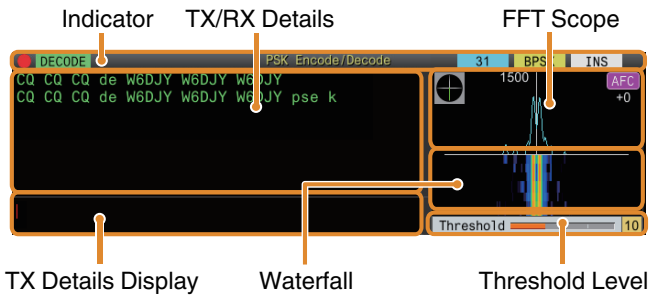 Indicator TX/RX Details FFT Scope
DECODE PSK Encode/Decode 31 BPSK INS
CQ CQ CQ de W6DJY W6DJY W6DJY
CQ CQ CQ de W6DJY W6DJY W6DJY pse k
1500
AFC
+0
Threshold 10
TX Details Display Waterfall Threshold Level